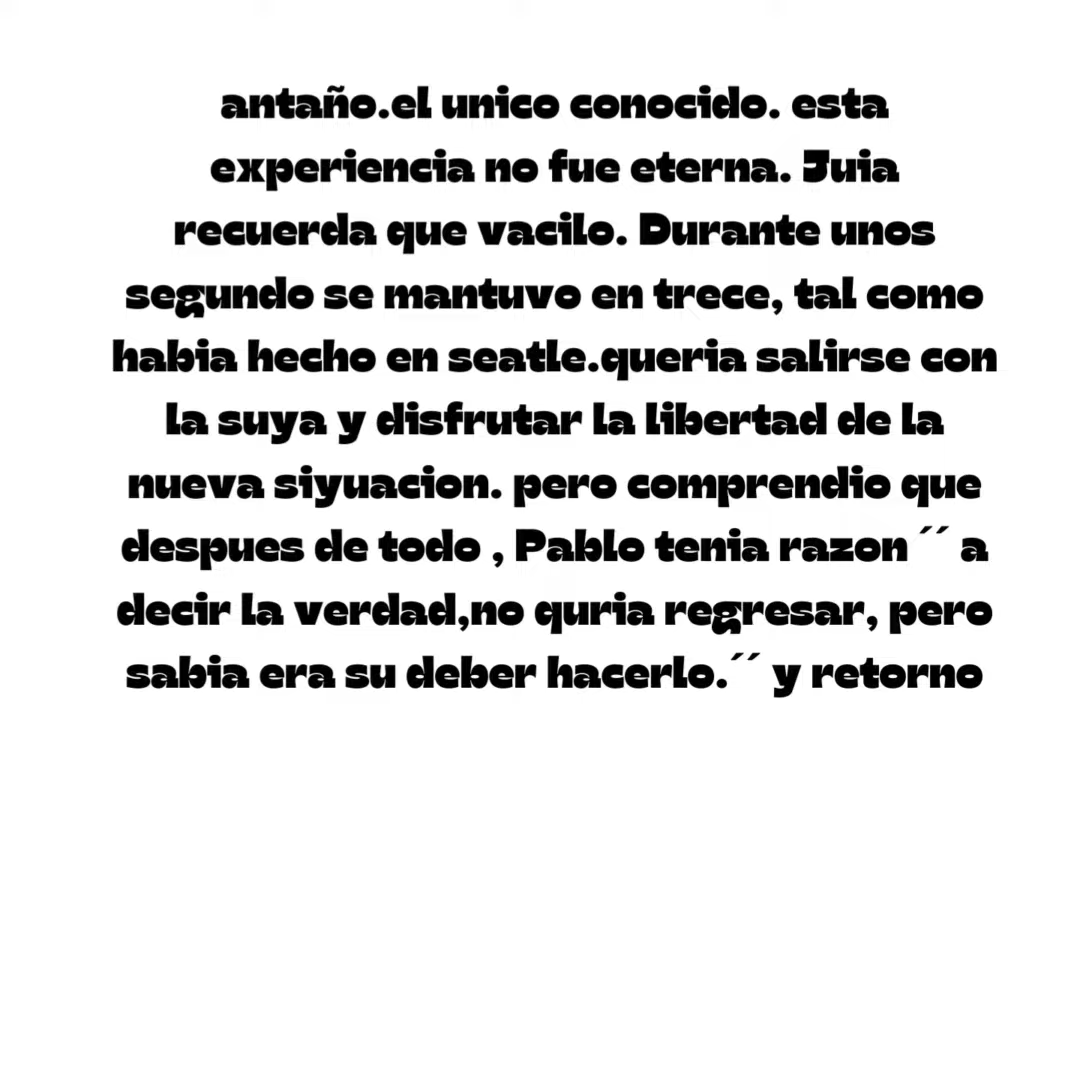 antaño.el unico conocido. esta
experiencia no fue eterna. Juia
recuerda que vacilo. Durante unos
segundo se mantuvo en trece, tal como
habia hecho en seatle.queria salirse con
la suya y disfrutar la libertad de la
nueva siyuacion. pero comprendio que
despues de todo , Pablo tenia razon´´ a
decir la verdad,no quria regresar, pero
sabia era su deber hacerlo.´´ y retorno